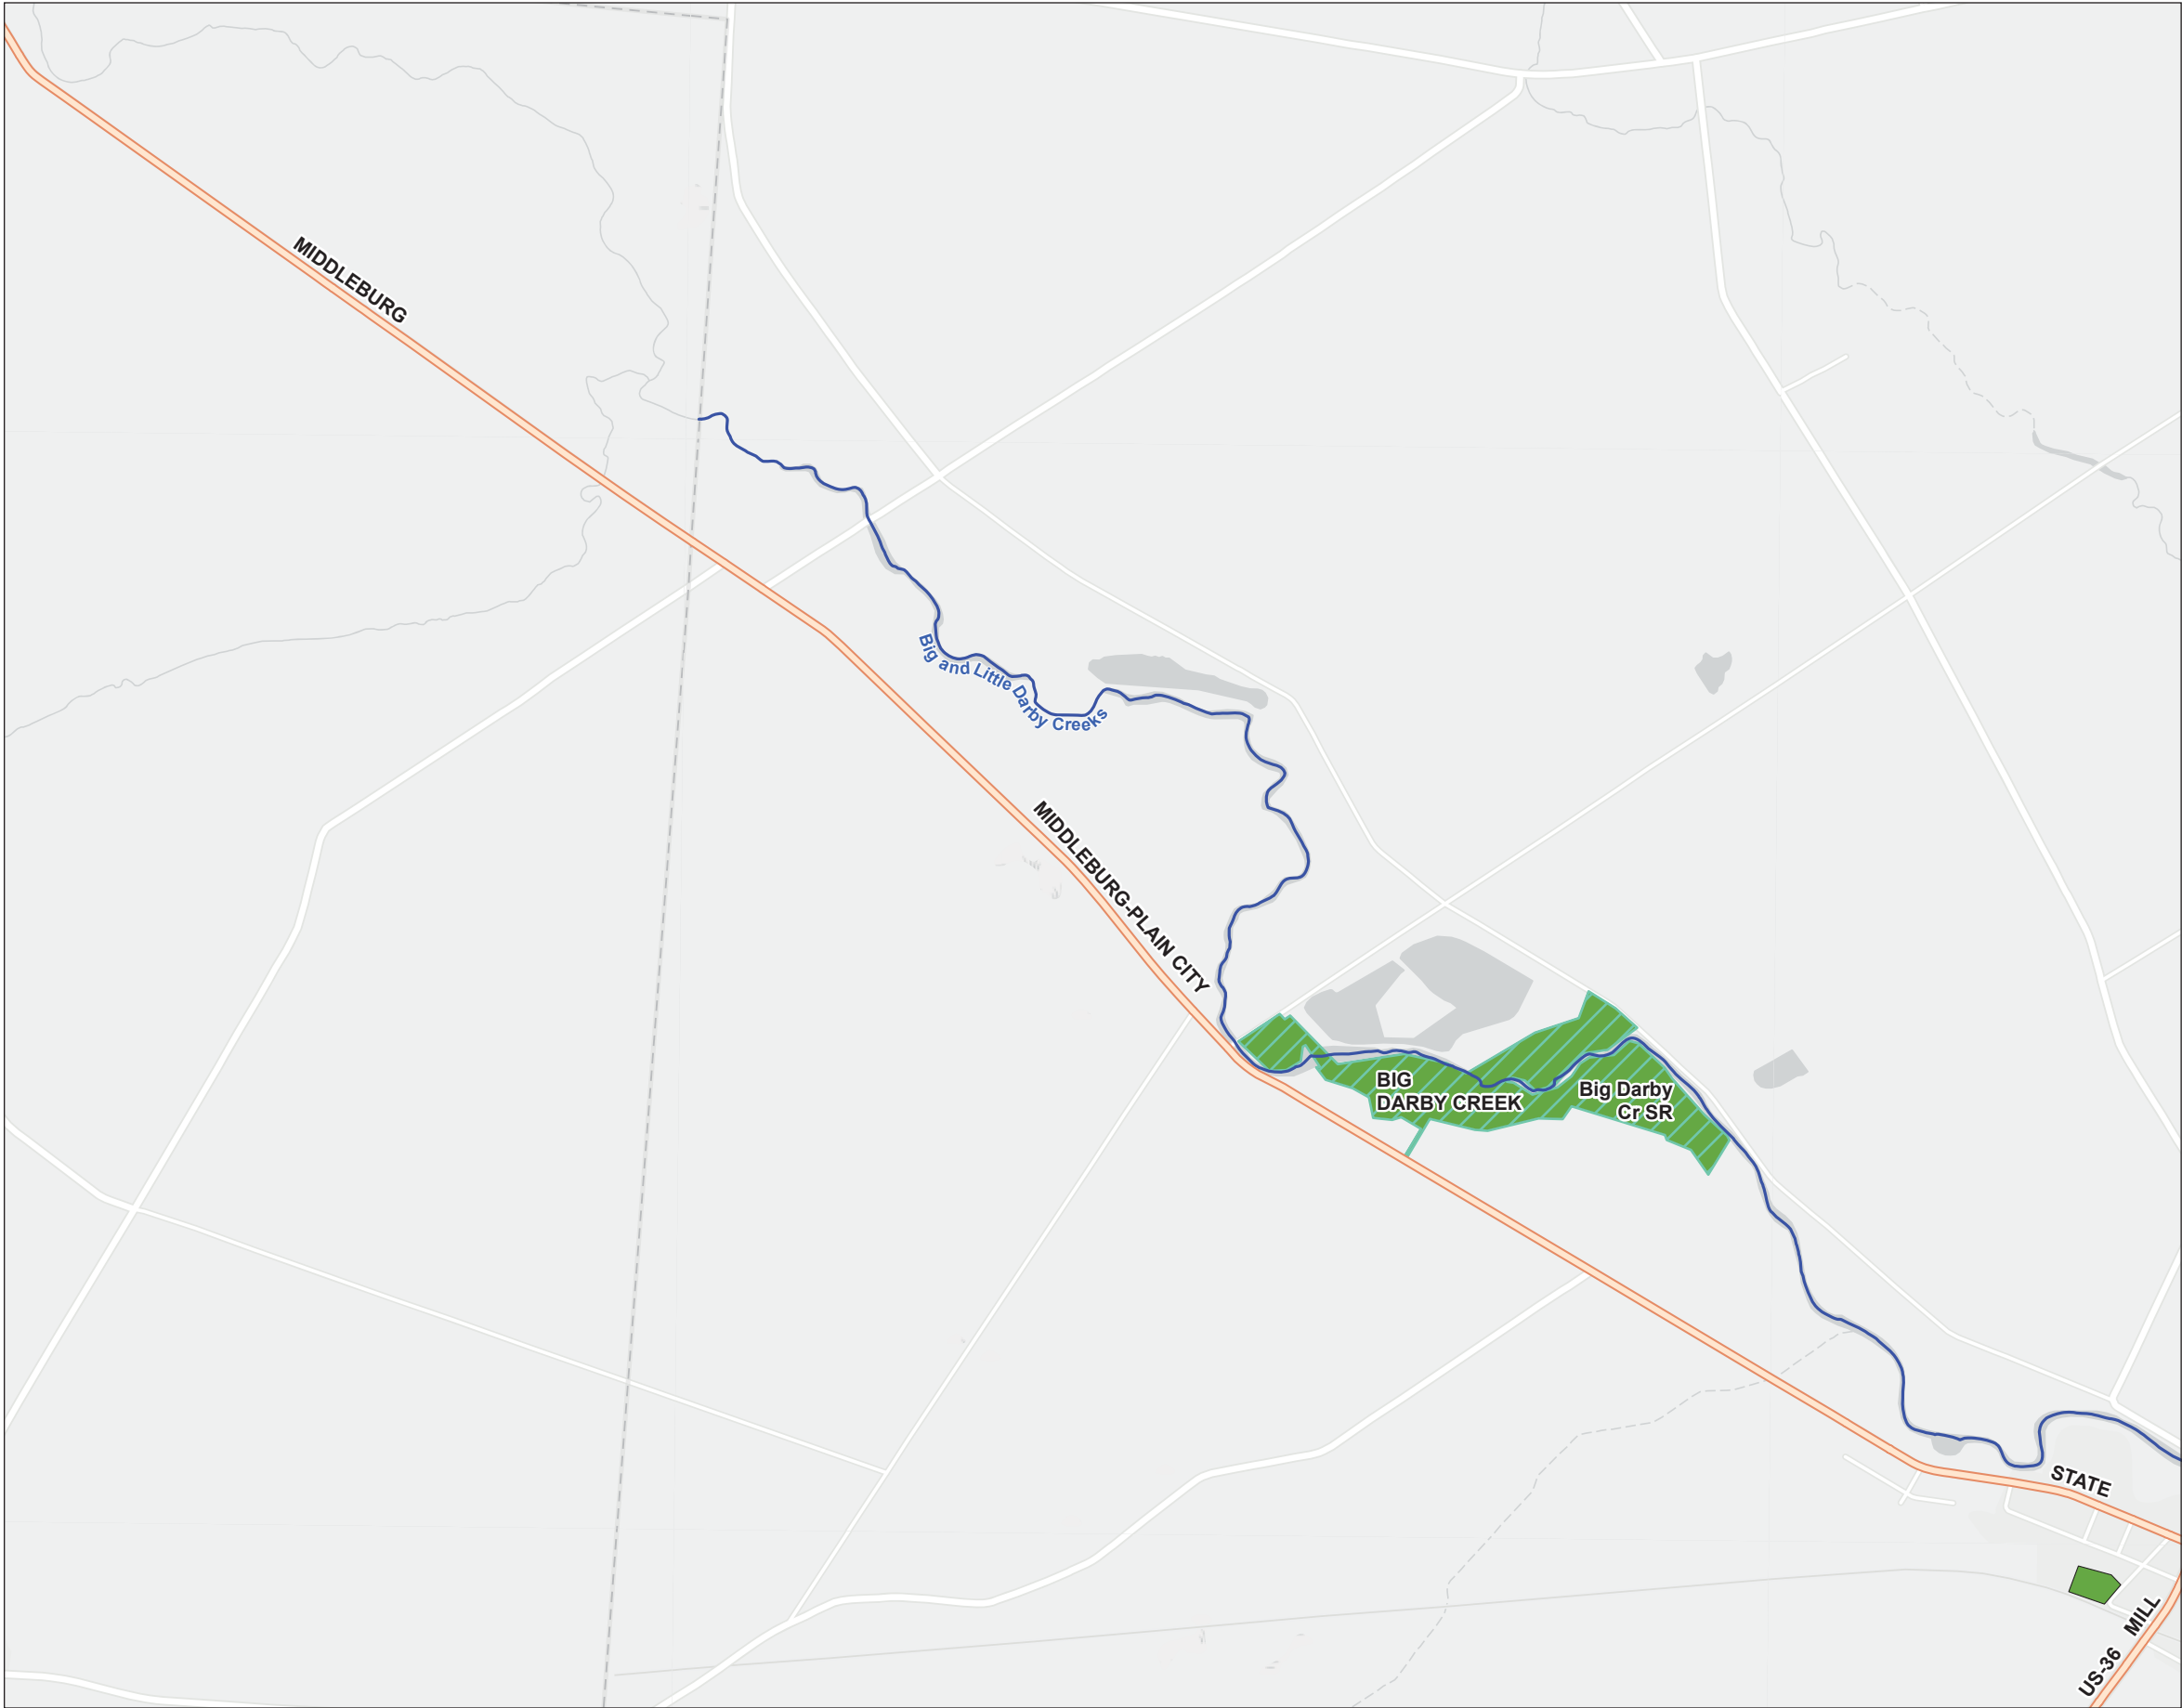 MIDDLEBURG
Big and Little Darby Creeks
MIDDLEBURG-PLAIN CITY
BIG
DARBY CREEK
Big Darby
Cr SR
STATE
MILL
US-36